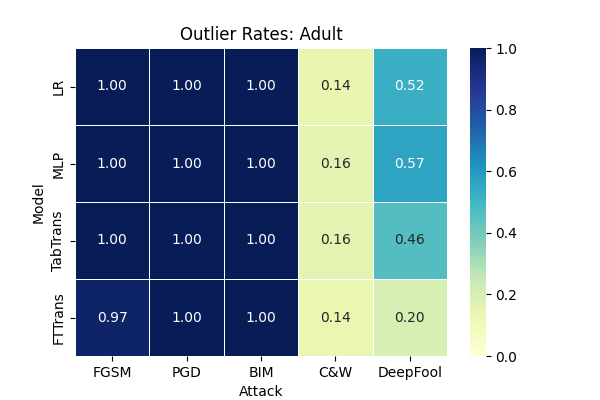 Outlier Rates: Adult
Model
LR 1.00 1.00 1.00 0.14 0.52
MLP 1.00 1.00 1.00 0.16 0.57
TabTrans 1.00 1.00 1.00 0.16 0.46
FTTrans 0.97 1.00 1.00 0.14 0.20
FGSM PGD BIM C&W DeepFool
Attack
1.0
0.8
0.6
0.4
0.2
0.0